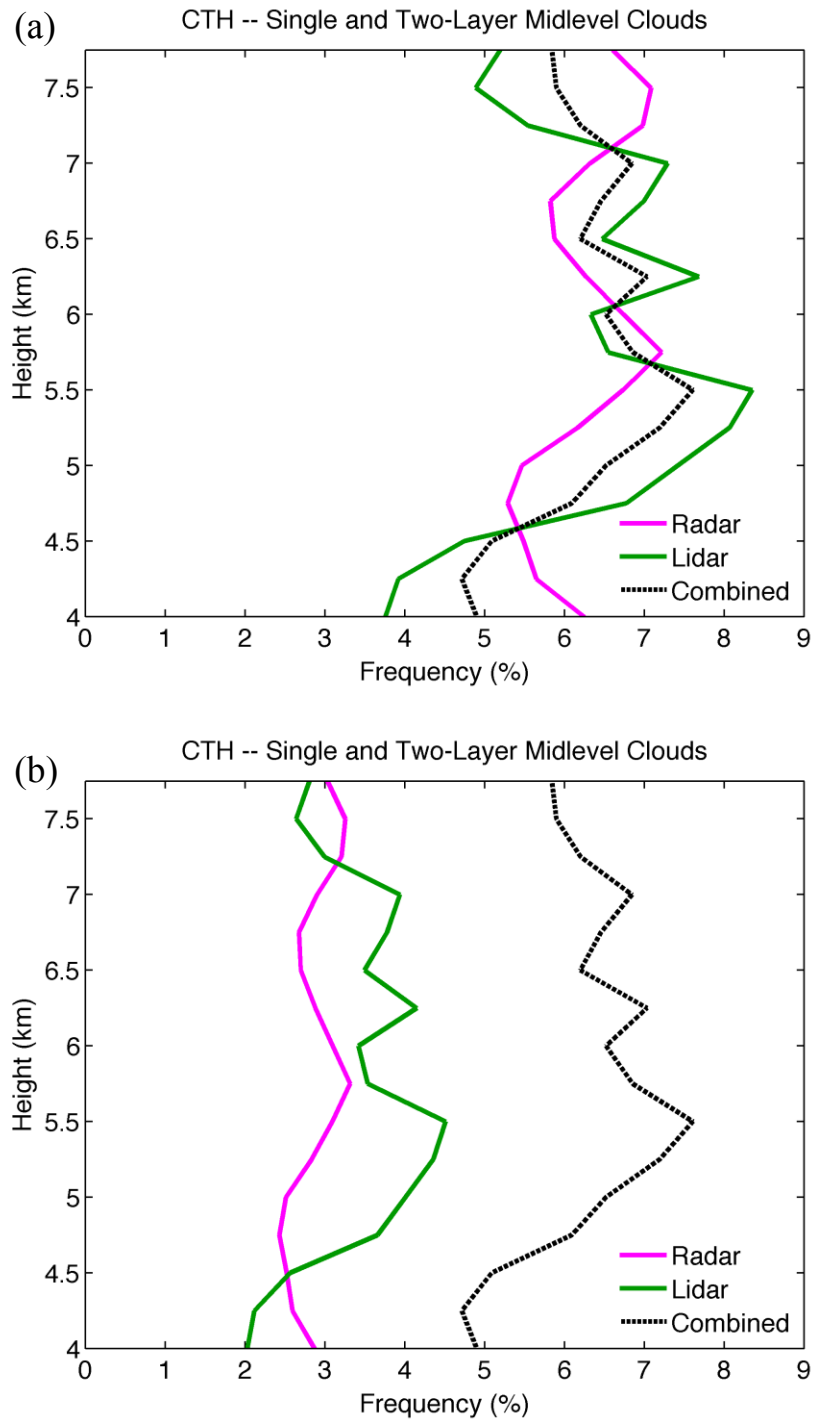 (a)
CTH -- Single and Two-Layer Midlevel Clouds
7.5
7
6.5
6
5.5
5
4.5
4
Height (km)
Radar
Lidar
Combined
0 1 2 3 4 5 6 7 8 9
Frequency (%)
(b)
CTH -- Single and Two-Layer Midlevel Clouds
7.5
7
6.5
6
5.5
5
4.5
4
Height (km)
Radar
Lidar
Combined
0 1 2 3 4 5 6 7 8 9
Frequency (%)